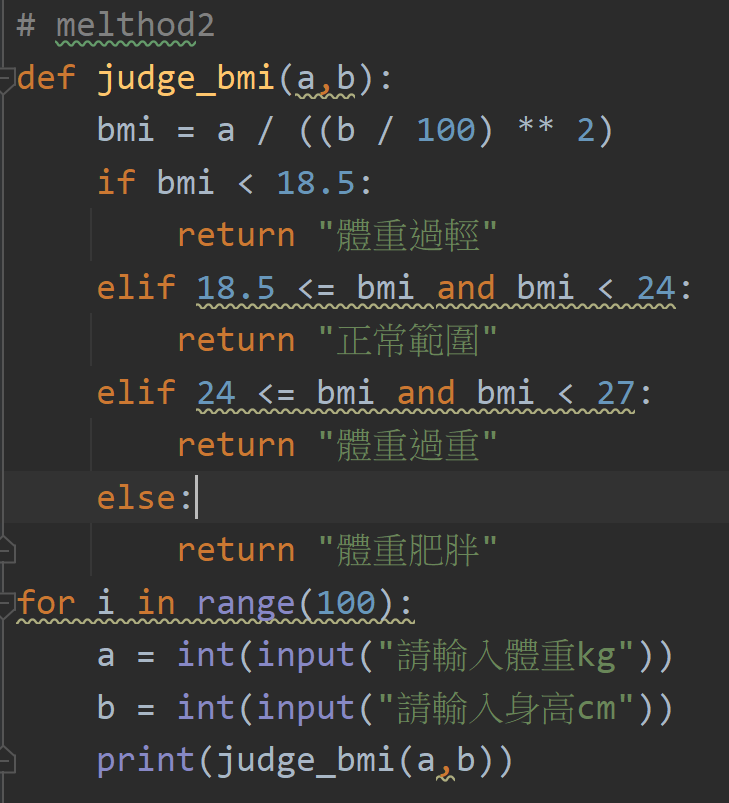 # melthod2
def judge_bmi(a,b):
    bmi = a / ((b / 100) ** 2)
    if bmi < 18.5:
        return "體重過輕"
    elif 18.5 <= bmi and bmi < 24:
        return "正常範圍"
    elif 24 <= bmi and bmi < 27:
        return "體重過重"
    else:
        return "體重肥胖"
for i in range(100):
    a = int(input("請輸入體重kg"))
    b = int(input("請輸入身高cm"))
    print(judge_bmi(a,b))